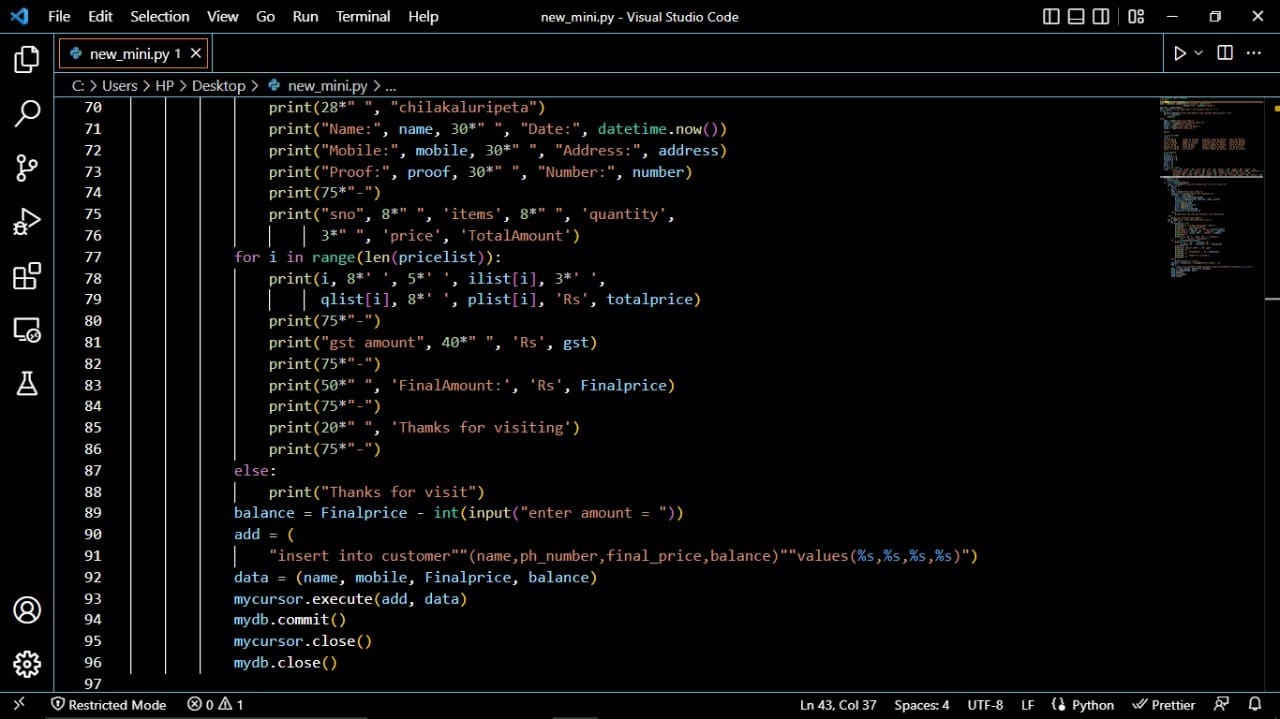 File Edit Selection View Go Run Terminal Help new_mini.py - Visual Studio Code
new_mini.py 1
C: > Users > HP > Desktop > new_mini.py > ...
70 print(28*" ", "chilakaluripeta")
71 print("Name:", name, 30*" ", "Date:", datetime.now())
72 print("Mobile:", mobile, 30*" ", "Address:", address)
73 print("Proof:", proof, 30*" ", "Number:", number)
74 print(75*"-")
75 print("sno", 8*" ", 'items', 8*" ", 'quantity',
76 3*" ", 'price', 'TotalAmount')
77 for i in range(len(pricelist)):
78 print(i, 8*' ', 5*' ', ilist[i], 3*' ',
79 qlist[i], 8*' ', plist[i], 'Rs', totalprice)
80 print(75*"-")
81 print("gst amount", 40*" ", 'Rs', gst)
82 print(75*"-")
83 print(50*" ", 'FinalAmount:', 'Rs', Finalprice)
84 print(75*"-")
85 print(20*" ", 'Thamks for visiting')
86 print(75*"-")
87 else:
88 print("Thanks for visit")
89 balance = Finalprice - int(input("enter amount = "))
90 add = (
91 "insert into customer""(name,ph_number,final_price,balance)""values(%s,%s,%s,%s)")
92 data = (name, mobile, Finalprice, balance)
93 mycursor.execute(add, data)
94 mydb.commit()
95 mycursor.close()
96 mydb.close()
97
Restricted Mode 0 1 Ln 43, Col 37 Spaces: 4 UTF-8 LF Python Prettier